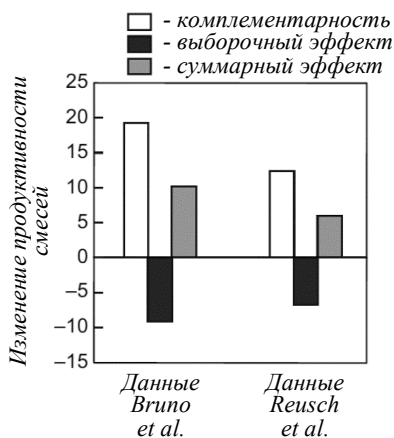 - комплементарность
- выборочный эффект
- суммарный эффект
Изменение продуктивности
смесей
25
20
15
10
5
0
–5
–10
–15
Данные
Bruno
et al.
Данные
Reusch
et al.